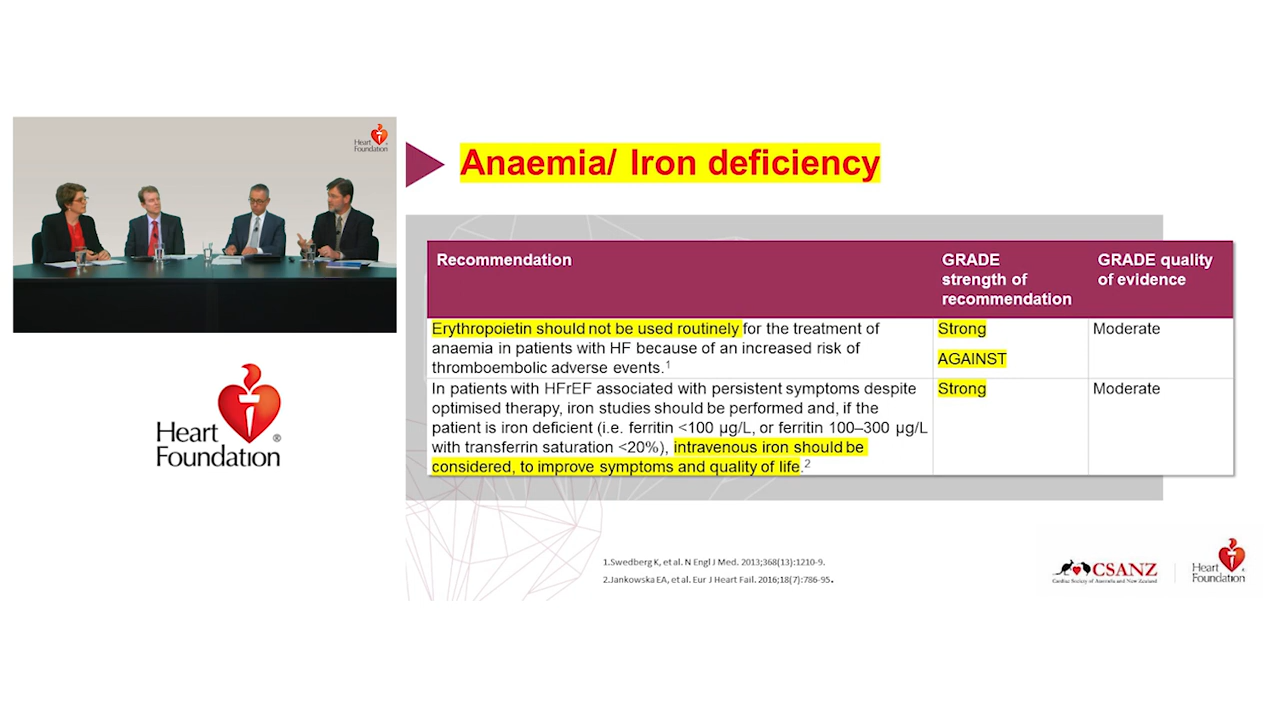 Heart
Foundation
Anaemia/ Iron deficiency
Recommendation
GRADE
strength of
recommendation
GRADE quality
of evidence
Erythropoietin should not be used routinely for the treatment of
anaemia in patients with HF because of an increased risk of
thromboembolic adverse events.1
Strong
AGAINST
Moderate
In patients with HFrEF associated with persistent symptoms despite
optimised therapy, iron studies should be performed and, if the
patient is iron deficient (i.e. ferritin <100 µg/L, or ferritin 100–300 µg/L
with transferrin saturation <20%), intravenous iron should be
considered, to improve symptoms and quality of life.2
Strong
Moderate
Heart
Foundation®
1.Swedberg K, et al. N Engl J Med. 2013;368(13):1210-9.
2.Jankowska EA, et al. Eur J Heart Fail. 2016;18(7):786-95.
CSANZ
Cardiac Society of Australia and New Zealand
Heart
Foundation